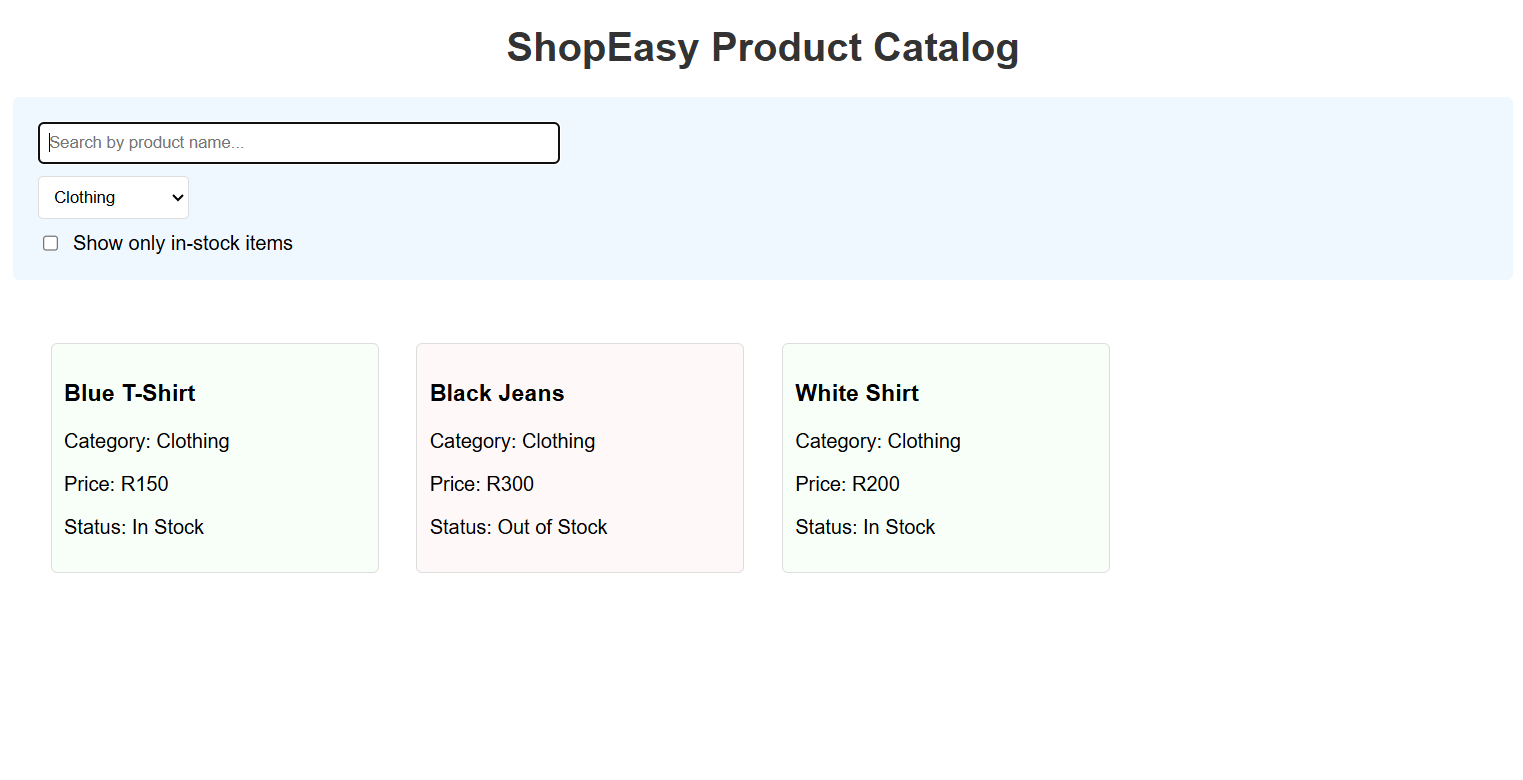 ShopEasy Product Catalog
Search by product name...
Clothing
Show only in-stock items
Blue T-Shirt
Category: Clothing
Price: R150
Status: In Stock
Black Jeans
Category: Clothing
Price: R300
Status: Out of Stock
White Shirt
Category: Clothing
Price: R200
Status: In Stock